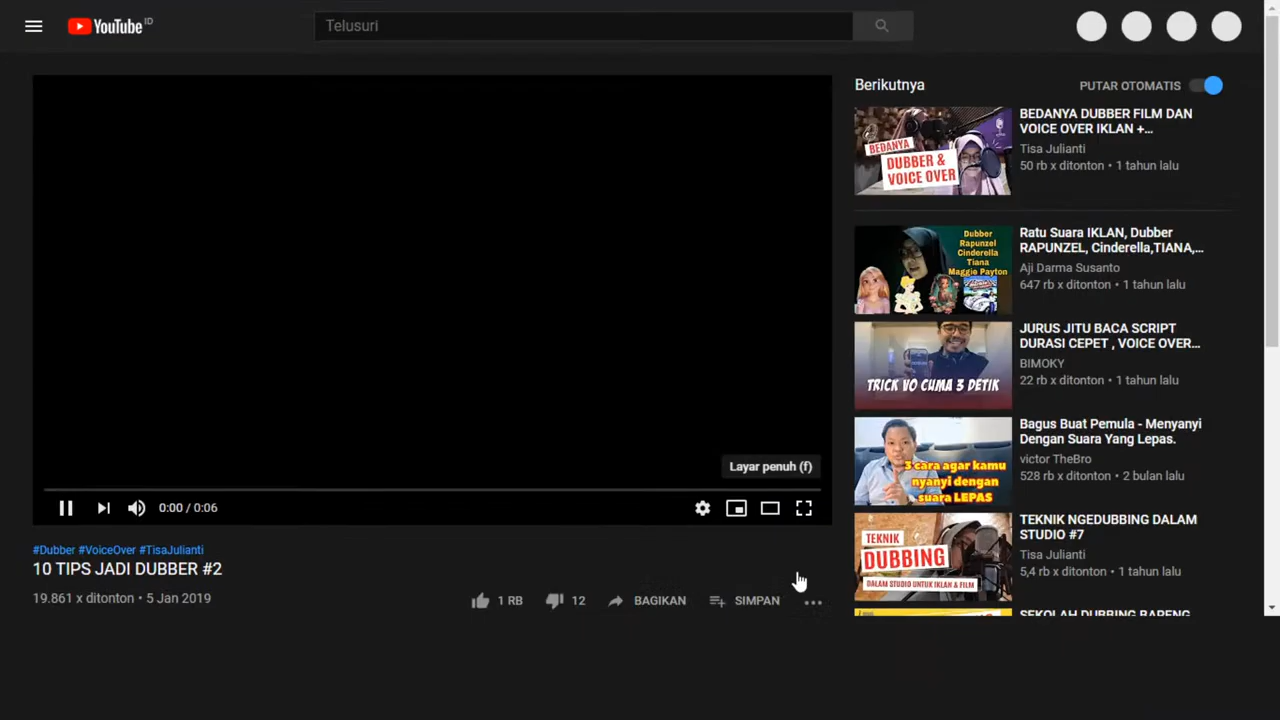 YouTube ID
Telusuri
Berikutnya
PUTAR OTOMATIS
BEDANYA
DUBBER &
VOICE OVER
BEDANYA DUBBER FILM DAN
VOICE OVER IKLAN +...
Tisa Julianti
50 rb x ditonton • 1 tahun lalu
Dubber
Rapunzel
Cinderella
Tiana
Maggie Payton
Ratu Suara IKLAN, Dubber
RAPUNZEL, Cinderella,TIANA,...
Aji Darma Susanto
647 rb x ditonton • 1 tahun lalu
TRICK VO CUMA 3 DETIK
JURUS JITU BACA SCRIPT
DURASI CEPET , VOICE OVER...
BIMOKY
22 rb x ditonton • 1 tahun lalu
3 cara agar kamu
nyanyi dengan
suara LEPAS
Bagus Buat Pemula - Menyanyi
Dengan Suara Yang Lepas.
victor TheBro
528 rb x ditonton • 2 bulan lalu
TEKNIK
DUBBING
DALAM STUDIO UNTUK IKLAN & FILM
TEKNIK NGEDUBBING DALAM
STUDIO #7
Tisa Julianti
5,4 rb x ditonton • 1 tahun lalu
SEKOLAH DUBBING BARENG
Layar penuh (f)
0:00 / 0:06
#Dubber #VoiceOver #TisaJulianti
10 TIPS JADI DUBBER #2
19.861 x ditonton • 5 Jan 2019
1 RB
12
BAGIKAN
SIMPAN